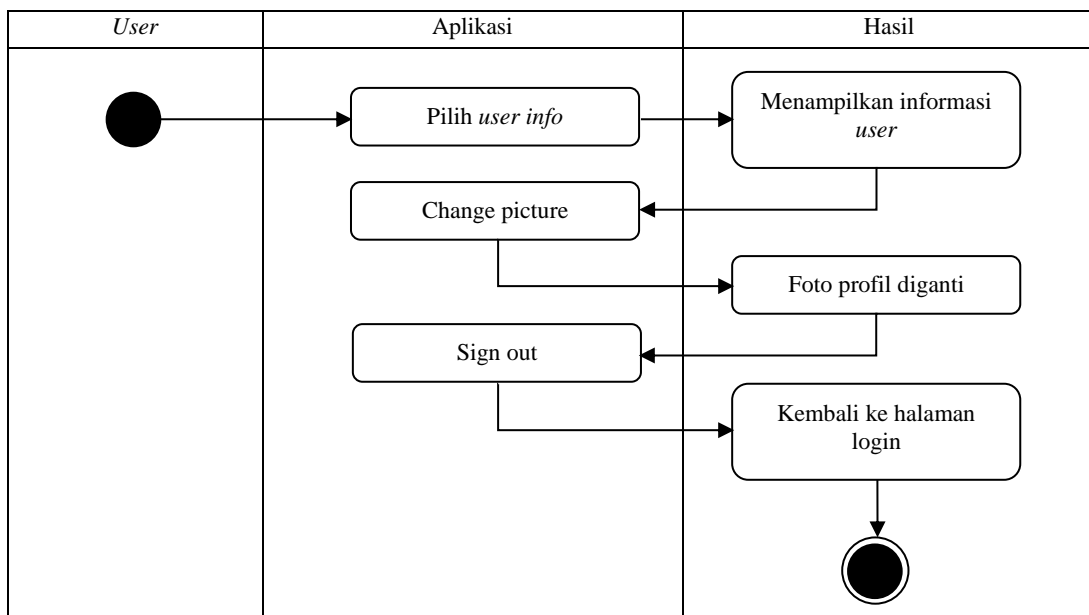 User
Aplikasi
Hasil
Pilih user info
Menampilkan informasi
user
Change picture
Foto profil diganti
Sign out
Kembali ke halaman
login